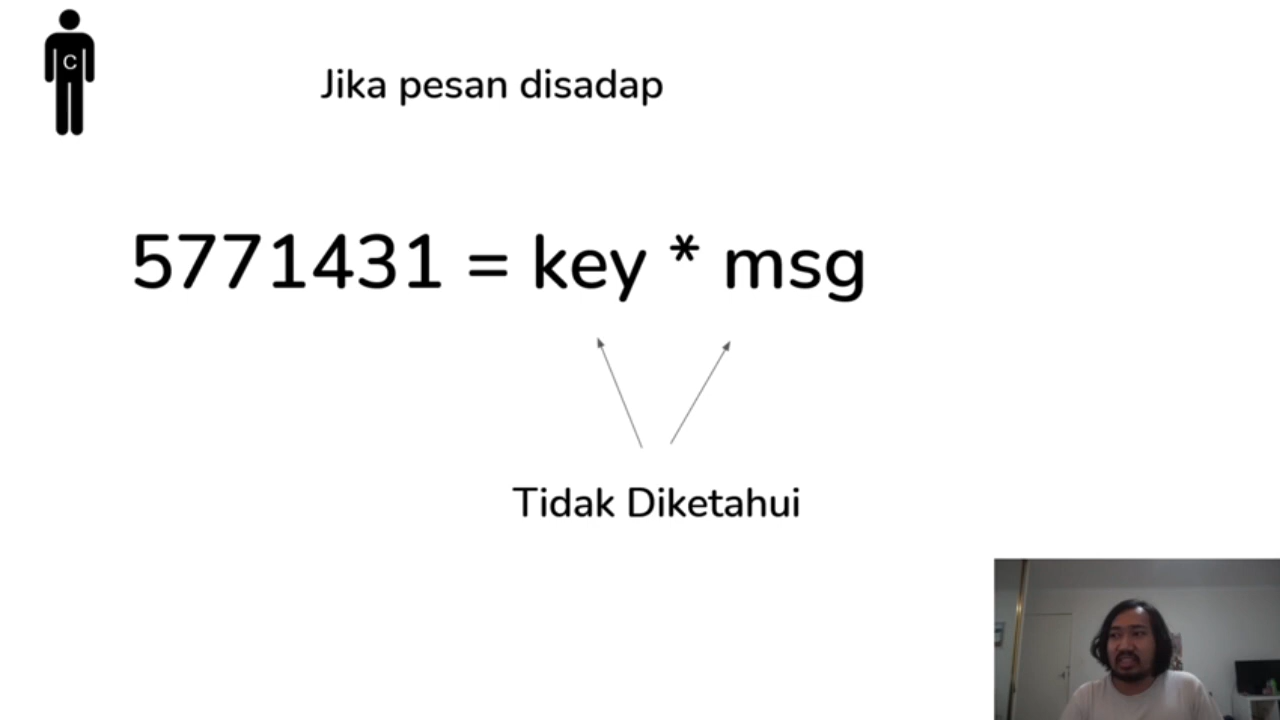 C
Jika pesan disadap
5771431 = key * msg
Tidak Diketahui